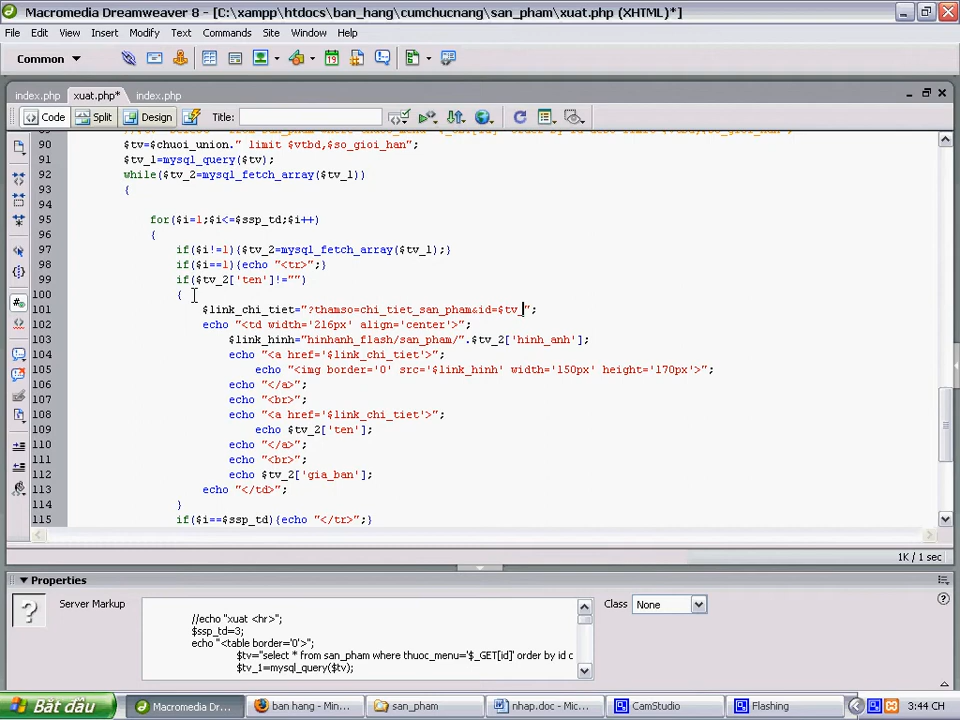 Macromedia Dreamweaver 8 - [C:\xampp\htdocs\ban_hang\cumchucnang\san_pham\xuat.php (XHTML)*]
File Edit View Insert Modify Text Commands Site Window Help
Common
index.php xuat.php* index.php
Code Split Design Title:
90 $tv=$chuoi_union." limit $vtbd,$so_gioi_han";
91 $tv_1=mysql_query($tv);
92 while($tv_2=mysql_fetch_array($tv_1))
93 {
94
95 for($i=1;$i<=$ssp_td;$i++)
96 {
97 if($i!=1){$tv_2=mysql_fetch_array($tv_1);}
98 if($i==1){echo "<tr>";}
99 if($tv_2['ten']!="")
100 {
101 $link_chi_tiet="?thamso=chi_tiet_san_pham&id=$tv_";
102 echo "<td width='216px' align='center'>";
103 $link_hinh="hinhanh_flash/san_pham/".$tv_2['hinh_anh'];
104 echo "<a href='$link_chi_tiet'>";
105 echo "<img border='0' src='$link_hinh' width='150px' height='170px'>";
106 echo "</a>";
107 echo "<br>";
108 echo "<a href='$link_chi_tiet'>";
109 echo $tv_2['ten'];
110 echo "</a>";
111 echo "<br>";
112 echo $tv_2['gia_ban'];
113 echo "</td>";
114 }
115 if($i==$ssp_td){echo "</tr>";}
1K / 1 sec
Properties
Server Markup
//echo "xuat <hr>";
$ssp_td=3;
echo "<table border='0'>";
$tv="select * from san_pham where thuoc_menu='$_GET[id]' order by id c
$tv_1=mysql_query($tv);
Class None
Bắt đầu Macromedia Dr... ban hang - Min... san_pham nhap.doc - Mic... CamStudio Flashing 3:44 CH